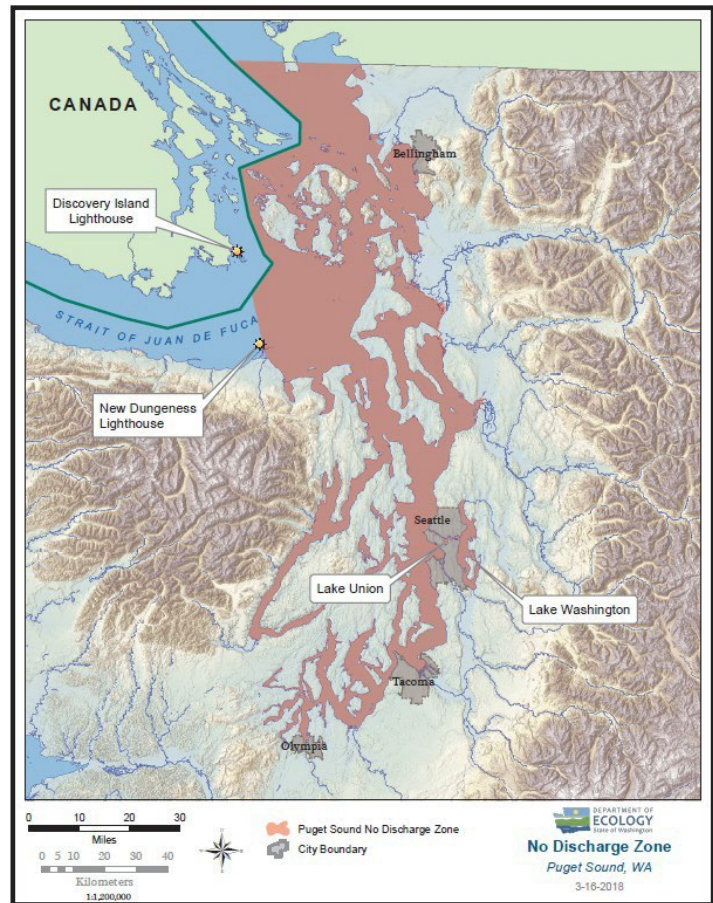 CANADA
Bellingham
Discovery Island
Lighthouse
STRAIT OF JUAN DE FUCA
New Dungeness
Lighthouse
Seattle
Lake Union
Lake Washington
Tacoma
Olympia
0 10 20 30
Miles
0 5 10 20 30 40
Kilometers
1:1,200,000
Puget Sound No Discharge Zone
City Boundary
DEPARTMENT OF
ECOLOGY
State of Washington
No Discharge Zone
Puget Sound, WA
3-16-2018